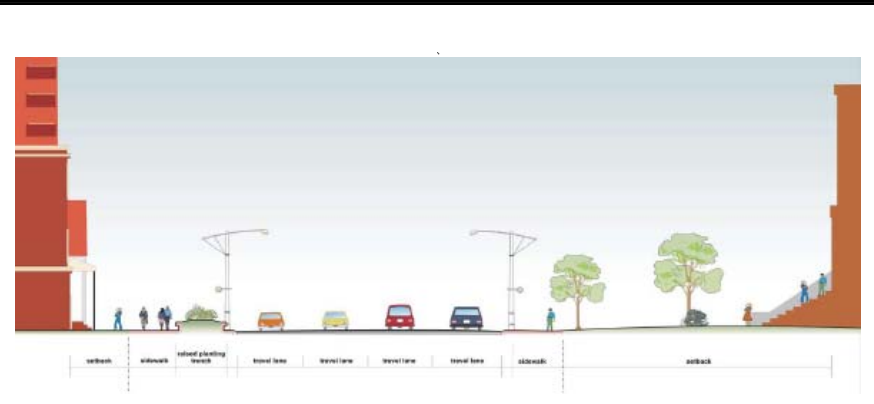 setback
sidewalk
raised planting
trench
travel lane
travel lane
travel lane
travel lane
sidewalk
setback